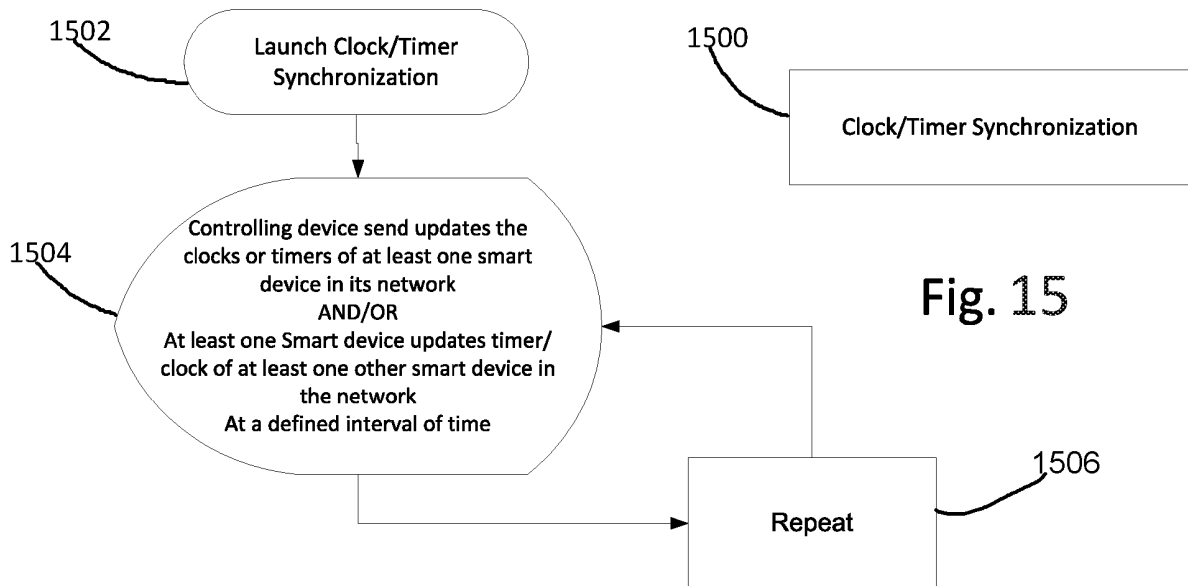 1502
Launch Clock/Timer
Synchronization
1500
Clock/Timer Synchronization
1504
Controlling device send updates the
clocks or timers of at least one smart
device in its network
AND/OR
At least one Smart device updates timer/
clock of at least one other smart device in
the network
At a defined interval of time
Fig. 15
1506
Repeat